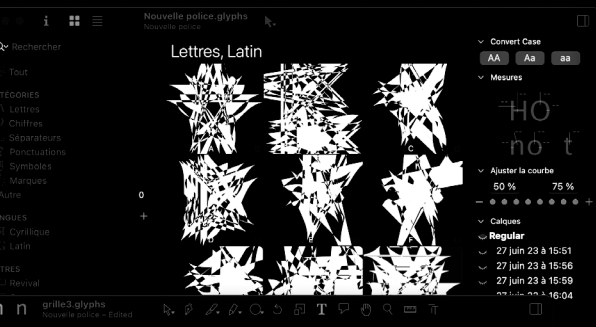 Nouvelle police.glyphs
Nouvelle police
Rechercher
Tout
TÉGORIES
Lettres
Chiffres
Séparateurs
Ponctuations
Symboles
Marques
Autre 0
NGUES
Cyrillique
Latin
TRES
Revival
Lettres, Latin
C
E
F
Convert Case
AA Aa aa
Mesures
HO
no t
Ajuster la courbe
50 % 75 %
Calques
Regular
27 juin 23 à 15:51
27 juin 23 à 15:56
27 juin 23 à 15:59
27 juin 23 à 16:04
n n
grille3.glyphs
Nouvelle police – Edited